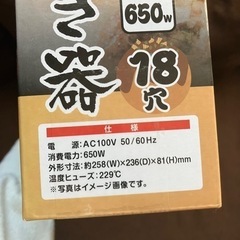 650W
き器
18穴
仕様
電源:AC100V 50/60Hz
消費電力:650W
外形寸法:約258(W)×236(D)×81(H)mm
温度ヒューズ:229℃
※写真はイメージ画像です。